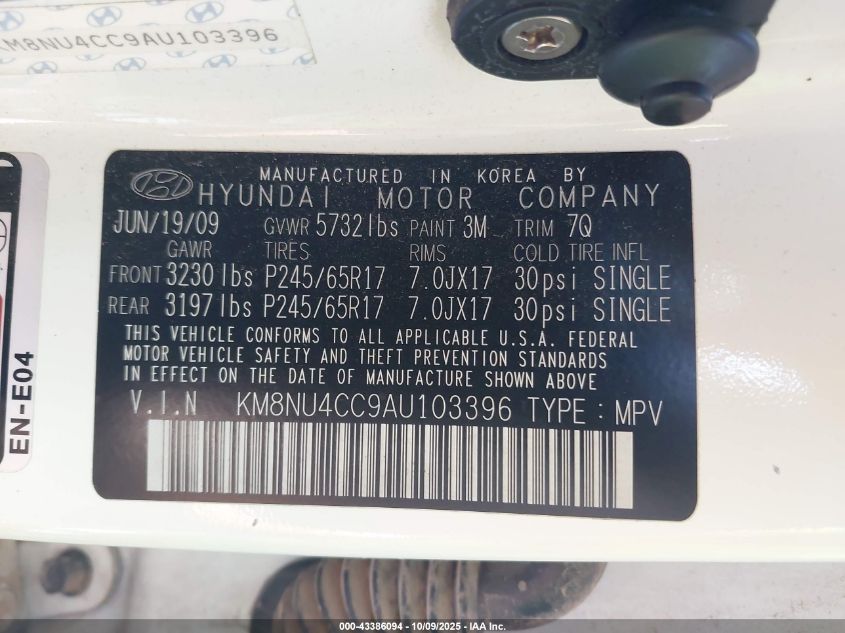 KM8NU4CC9AU103396
MANUFACTURED IN KOREA BY
HYUNDAI MOTOR COMPANY
JUN/19/09 GVWR 5732lbs PAINT 3M TRIM 7Q
GAWR TIRES RIMS COLD TIRE INFL
FRONT 3230lbs P245/65R17 7.0JX17 30psi SINGLE
REAR 3197lbs P245/65R17 7.0JX17 30psi SINGLE
THIS VEHICLE CONFORMS TO ALL APPLICABLE U.S.A. FEDERAL
MOTOR VEHICLE SAFETY AND THEFT PREVENTION STANDARDS
IN EFFECT ON THE DATE OF MANUFACTURE SHOWN ABOVE
V.I.N KM8NU4CC9AU103396 TYPE : MPV
EN-E04
000-43386094 - 10/09/2025 - IAA, Inc.